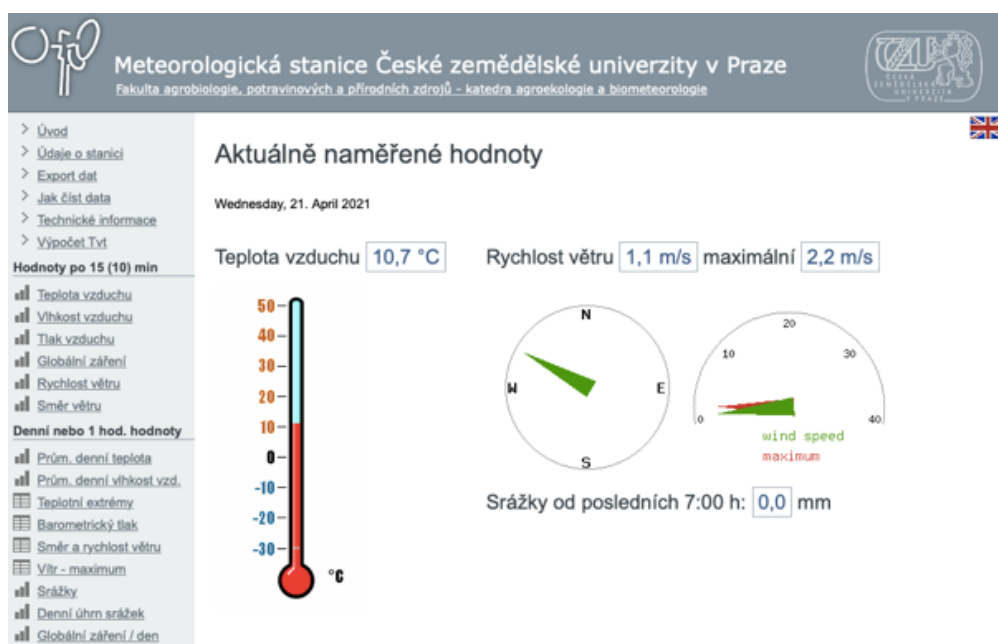 Meteorologická stanice České zemědělské univerzity v Praze
Fakulta agrobiologie, potravinových a přírodních zdrojů - katedra agroekologie a biometeorologie
ČESKÁ
ZEMĚDĚLSKÁ
UNIVERZITA
V PRAZE
Úvod
Údaje o stanici
Export dat
Jak číst data
Technické informace
Výpočet Tvt
Hodnoty po 15 (10) min
Teplota vzduchu
Vlhkost vzduchu
Tlak vzduchu
Globální záření
Rychlost větru
Směr větru
Denní nebo 1 hod. hodnoty
Prům. denní teplota
Prům. denní vlhkost vzd.
Teplotní extrémy
Barometrický tlak
Směr a rychlost větru
Vítr - maximum
Srážky
Denní úhrn srážek
Globální záření / den
Aktuálně naměřené hodnoty
Wednesday, 21. April 2021
Teplota vzduchu 10,7 °C
50
40
30
20
10
0
-10
-20
-30
°C
Rychlost větru 1,1 m/s maximální 2,2 m/s
N
W E
S
20
10 30
0 40
wind speed
maximum
Srážky od posledních 7:00 h: 0,0 mm